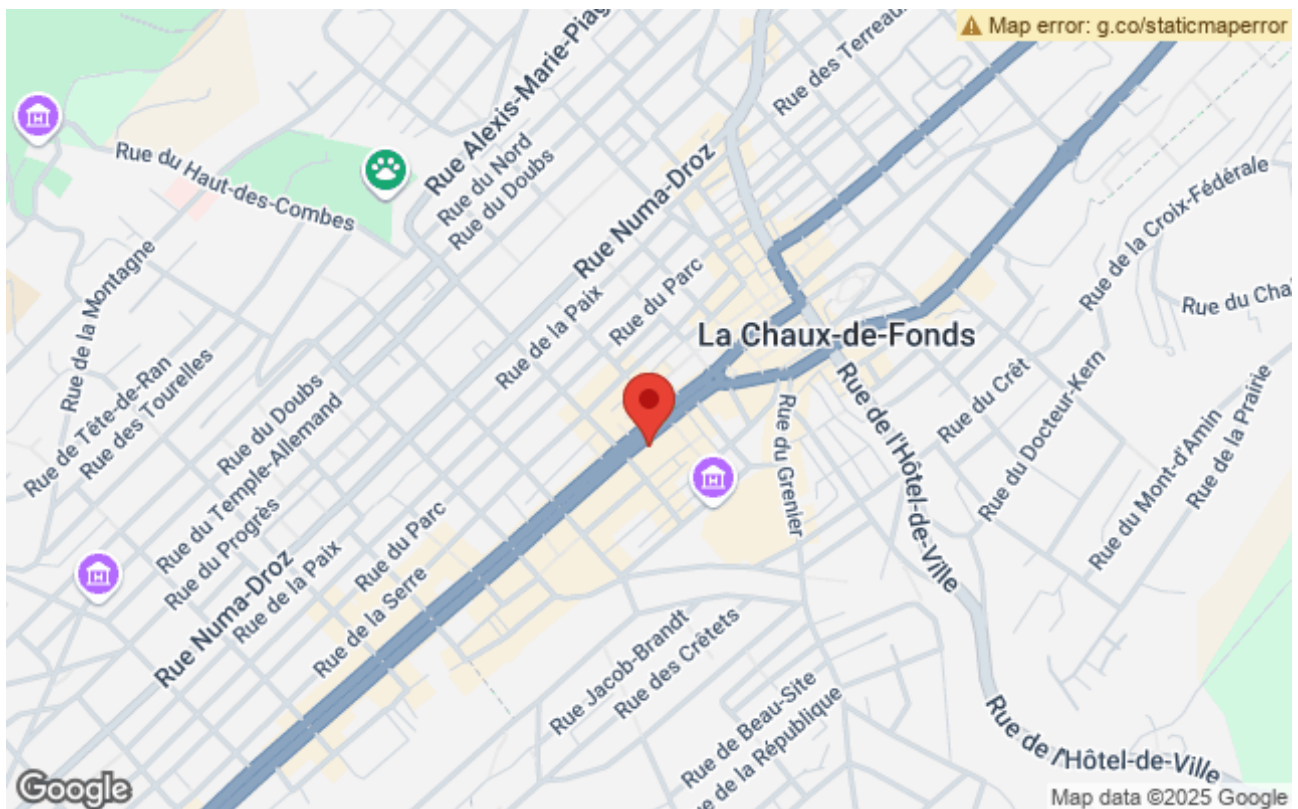 Map error: g.co/staticmaperror
Rue des Terreau
Rue Alexis-Marie-Piag
Rue du Nord
Rue du Doubs
Rue Numa-Droz
Rue du Haut-des-Combes
Rue de la Montagne
Rue de la Croix-Fédérale
Rue du Cha
Rue du Parc
Rue de la Paix
La Chaux-de-Fonds
Rue de Tête-de-Ran
Rue des Tourelles
Rue du Doubs
Rue du Temple-Allemand
Rue du Progrès
Rue Numa-Droz
Rue de la Paix
Rue du Parc
Rue de la Serre
Rue du Grenier
Rue de l'Hôtel-de-Ville
Rue du Crêt
Rue du Docteur-Kern
Rue du Mont-d'Amin
Rue de la Prairie
Rue Jacob-Brandt
Rue des Crêtets
Rue de Beau-Site
ue de la République
Rue de l'Hôtel-de-Ville
Google
Map data ©2025 Google